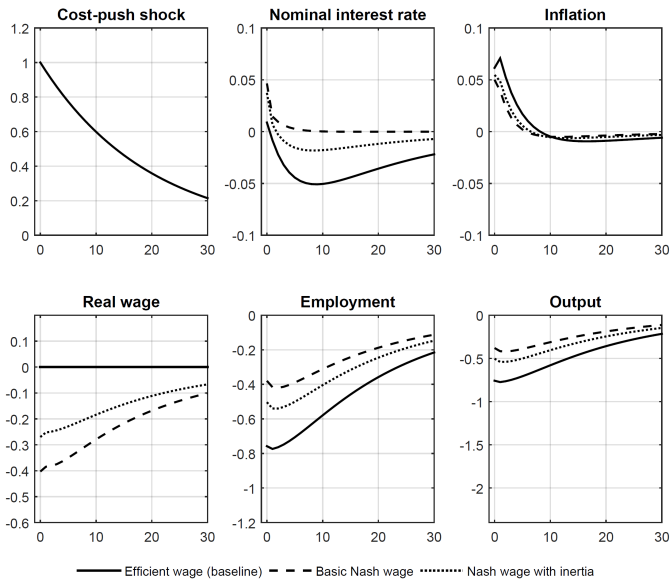 Cost-push shock
1.2
1
0.8
0.6
0.4
0.2
0
0 10 20 30
Nominal interest rate
0.1
0.05
0
-0.05
-0.1
0 10 20 30
Inflation
0.1
0.05
0
-0.05
-0.1
0 10 20 30
Real wage
0.1
0
-0.1
-0.2
-0.3
-0.4
-0.5
-0.6
0 10 20 30
Employment
0
-0.2
-0.4
-0.6
-0.8
-1
-1.2
0 10 20 30
Output
0
-0.5
-1
-1.5
-2
0 10 20 30
Efficient wage (baseline) Basic Nash wage Nash wage with inertia